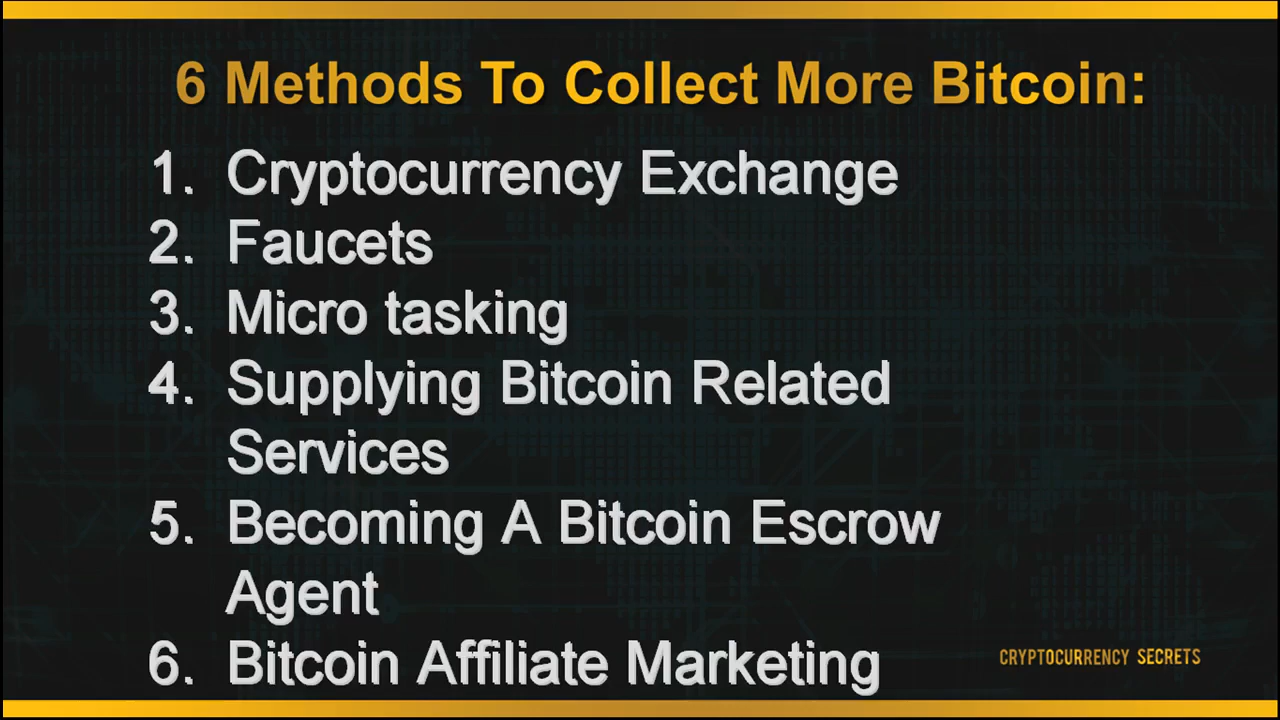 6 Methods To Collect More Bitcoin:
1. Cryptocurrency Exchange
2. Faucets
3. Micro tasking
4. Supplying Bitcoin Related
Services
5. Becoming A Bitcoin Escrow
Agent
6. Bitcoin Affiliate Marketing
CRYPTOCURRENCY SECRETS